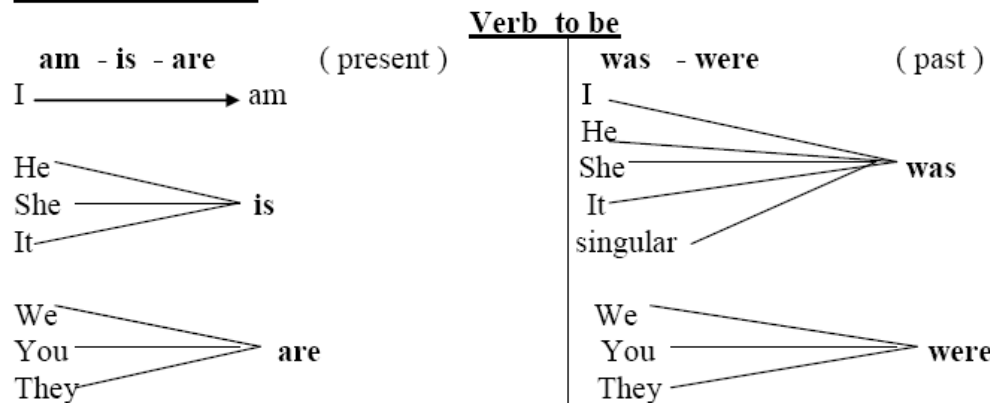 Verb to be
am - is - are ( present )
I am
He
She is
It
We
You are
They
was - were ( past )
I
He
She was
It
singular
We
You were
They